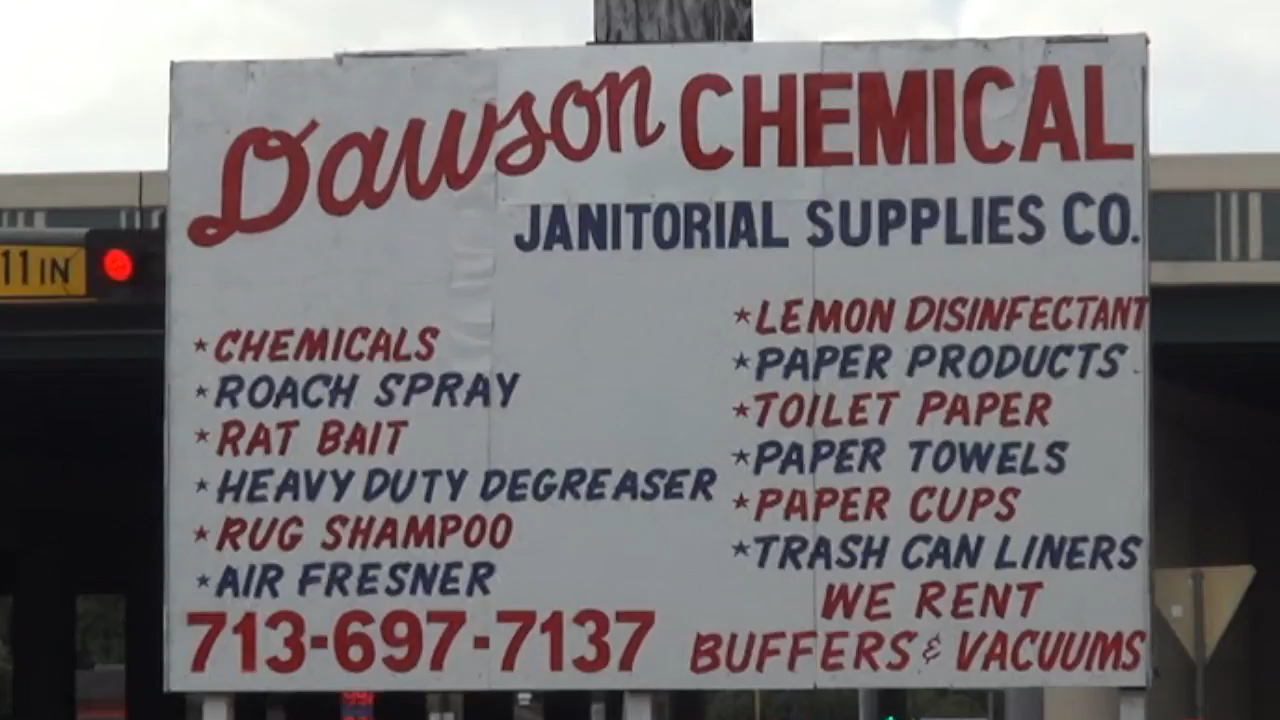 Dawson CHEMICAL
JANITORIAL SUPPLIES CO.
*CHEMICALS
*ROACH SPRAY
*RAT BAIT
*HEAVY DUTY DEGREASER
*RUG SHAMPOO
*AIR FRESNER
713-697-7137
*LEMON DISINFECTANT
*PAPER PRODUCTS
*TOILET PAPER
*PAPER TOWELS
*PAPER CUPS
*TRASH CAN LINERS
WE RENT
BUFFERS & VACUUMS
11 IN